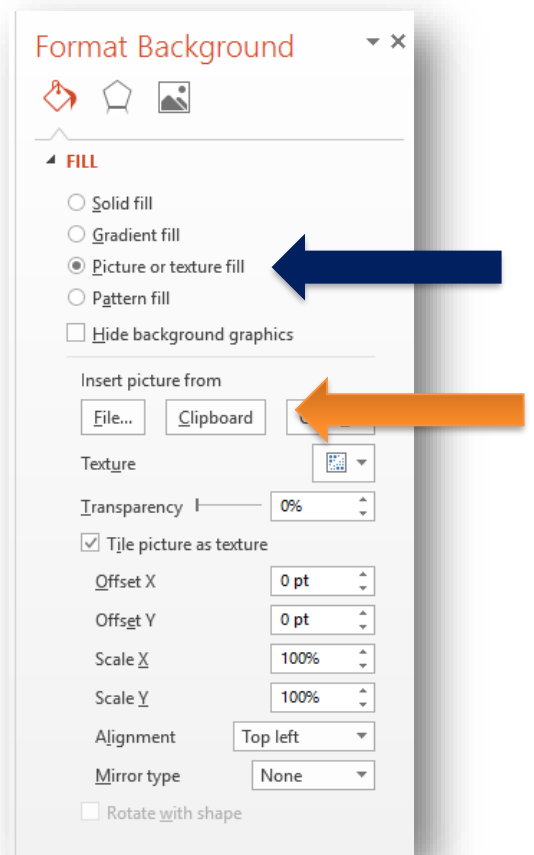 Format Background
FILL
Solid fill
Gradient fill
Picture or texture fill
Pattern fill
Hide background graphics
Insert picture from
File... Clipboard
Texture
Transparency 0%
Tile picture as texture
Offset X 0 pt
Offset Y 0 pt
Scale X 100%
Scale Y 100%
Alignment Top left
Mirror type None
Rotate with shape